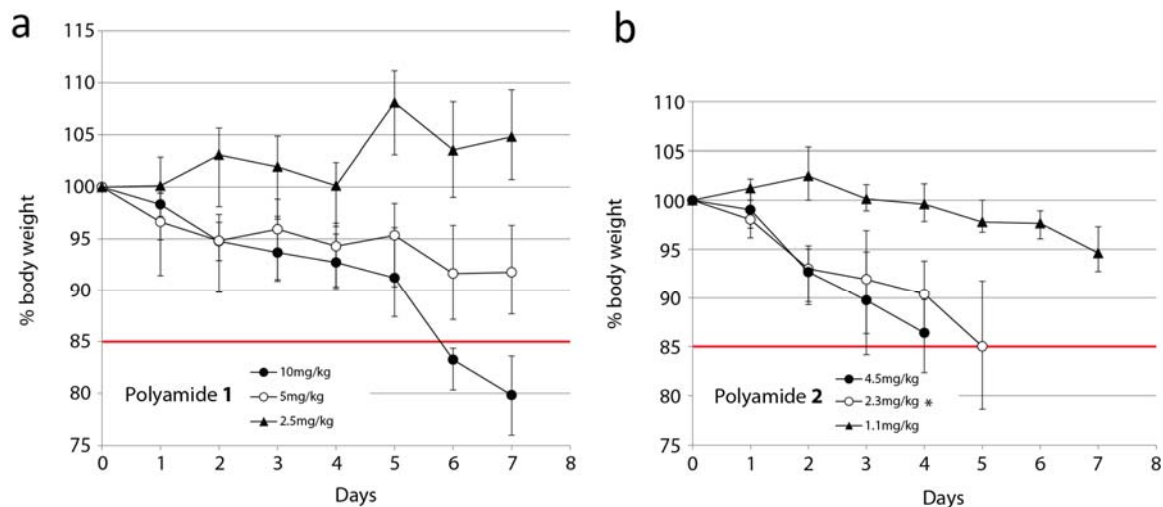 a
115
110
105
100
95
90
85
80
75
% body weight
Polyamide 1
10mg/kg
5mg/kg
2.5mg/kg
0 1 2 3 4 5 6 7 8
Days
b
110
105
100
95
90
85
80
75
% body weight
Polyamide 2
4.5mg/kg
2.3mg/kg *
1.1mg/kg
0 1 2 3 4 5 6 7 8
Days